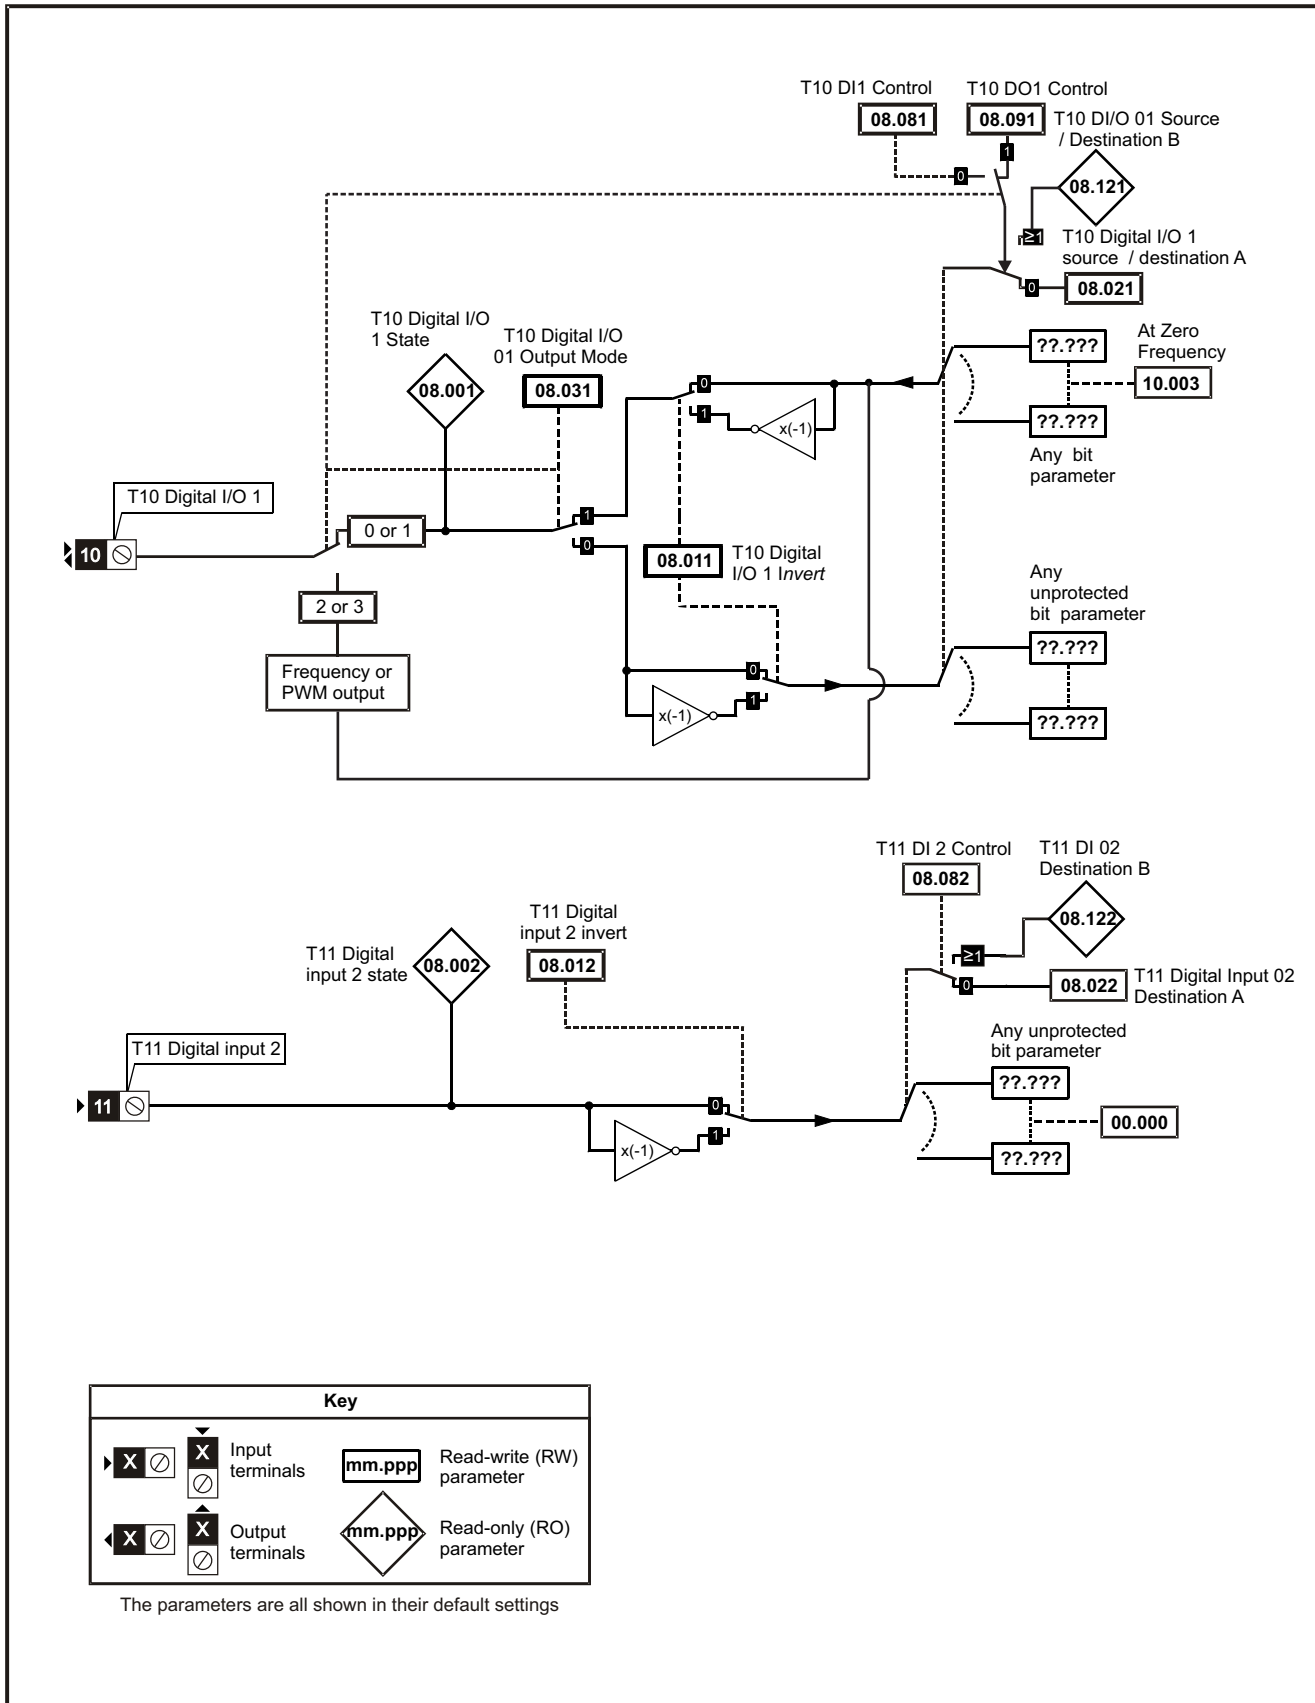 T10 DI1 Control
T10 DO1 Control
08.081
08.091
T10 DI/O 01 Source
/ Destination B
1
0
08.121
≥1
T10 Digital I/O 1
source / destination A
0
08.021
T10 Digital I/O
1 State
T10 Digital I/O
01 Output Mode
08.001
08.031
0
1
x(-1)
??.???
At Zero
Frequency
10.003
??.???
Any bit
parameter
T10 Digital I/O 1
10
0 or 1
1
0
08.011
T10 Digital
I/O 1 Invert
2 or 3
Frequency or
PWM output
0
1
x(-1)
Any
unprotected
bit parameter
??.???
??.???
T11 DI 2 Control
T11 DI 02
Destination B
08.082
08.122
≥1
0
08.022
T11 Digital Input 02
Destination A
T11 Digital
input 2 state
08.002
T11 Digital
input 2 invert
08.012
T11 Digital input 2
11
0
1
x(-1)
Any unprotected
bit parameter
??.???
00.000
??.???
Key
X
X
Input
terminals
mm.ppp
Read-write (RW)
parameter
X
X
Output
terminals
mm.ppp
Read-only (RO)
parameter
The parameters are all shown in their default settings